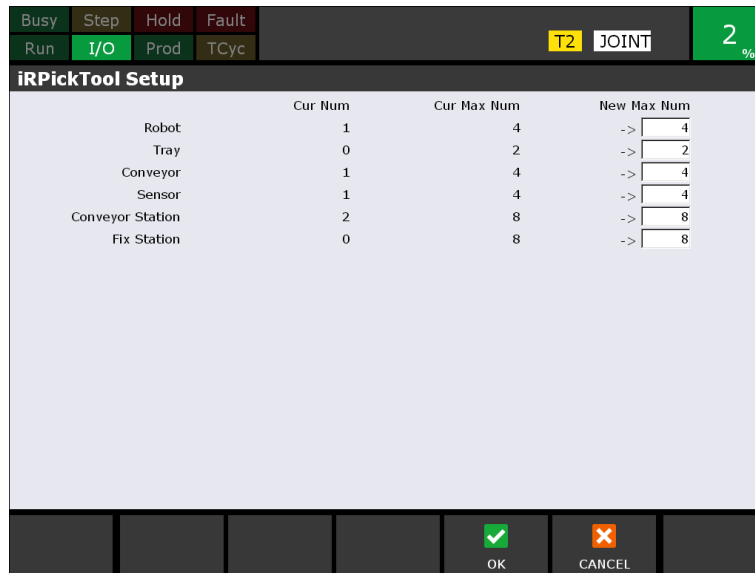 Busy Step Hold Fault
Run I/O Prod TCyc T2 JOINT 2 %
iRPickTool Setup
Cur Num Cur Max Num New Max Num
Robot 1 4 -> 4
Tray 0 2 -> 2
Conveyor 1 4 -> 4
Sensor 1 4 -> 4
Conveyor Station 2 8 -> 8
Fix Station 0 8 -> 8
OK CANCEL